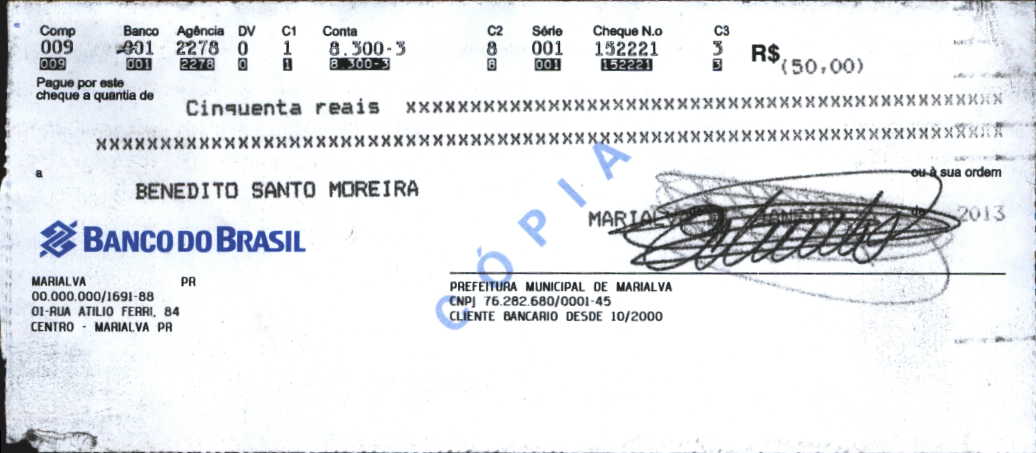 Comp Banco Agência DV C1 Conta C2 Série Cheque N.o C3
009 001 2278 0 1 8.300-3 8 001 152221 3 R$ (50,00)
009 001 2278 0 1 8.300-3 8 001 152221 3
Pague por este
cheque a quantia de
Cinquenta reais xxxxxxxxxxxxxxxxxxxxxxxxxxxxxxxxxxxxxxxxxxxxxx
xxxxxxxxxxxxxxxxxxxxxxxxxxxxxxxxxxxxxxxxxxxxxxxxxxxxxxxxxxxxxxxxxxxxxx
a
ou à sua ordem
BENEDITO SANTO MOREIRA
MARIALVA JANEIRO 2013
BANCO DO BRASIL
MARIALVA PR
00.000.000/1691-88
01-RUA ATILIO FERRI, 84
CENTRO - MARIALVA PR
PREFEITURA MUNICIPAL DE MARIALVA
CNPJ 76.282.680/0001-45
CLIENTE BANCARIO DESDE 10/2000
CÓPIA